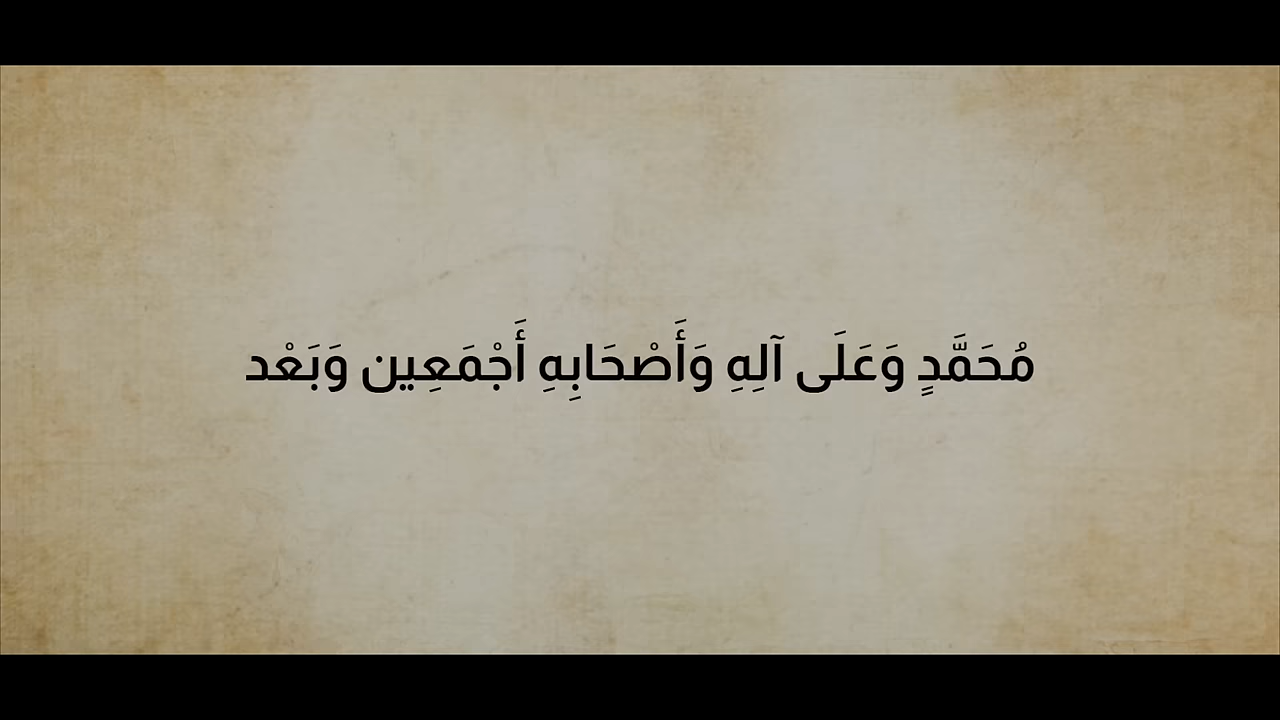 مُحَمَّدٍ وَعَلَى آلِهِ وَأَصْحَابِهِ أَجْمَعِين وَبَعْد